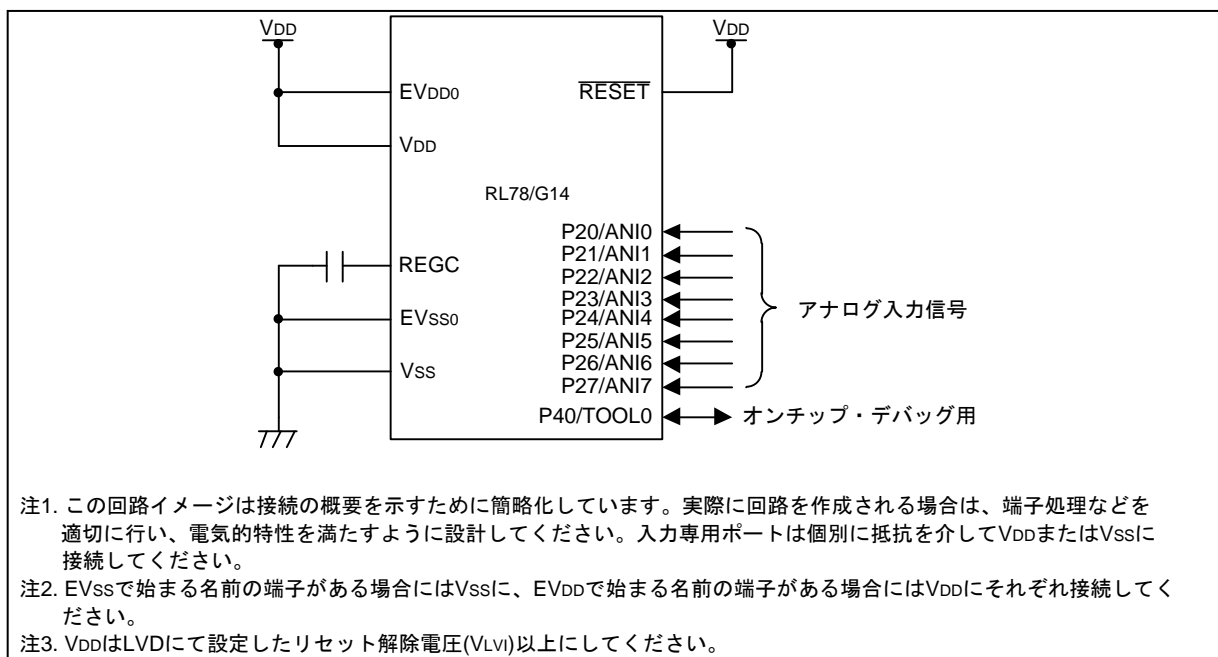 VDD
VDD
EVDD0
RESET
VDD
RL78/G14
P20/ANI0
P21/ANI1
REGC
P22/ANI2
P23/ANI3
アナログ入力信号
EVSS0
P24/ANI4
P25/ANI5
VSS
P26/ANI6
P27/ANI7
P40/TOOL0
オンチップ・デバッグ用
注1. この回路イメージは接続の概要を示すために簡略化しています。実際に回路を作成される場合は、端子処理などを
適切に行い、電気的特性を満たすように設計してください。入力専用ポートは個別に抵抗を介してVDDまたはVSSに
接続してください。
注2. EVSSで始まる名前の端子がある場合にはVSSに、EVDDで始まる名前の端子がある場合にはVDDにそれぞれ接続してく
ださい。
注3. VDDはLVDにて設定したリセット解除電圧(VLVI)以上にしてください。